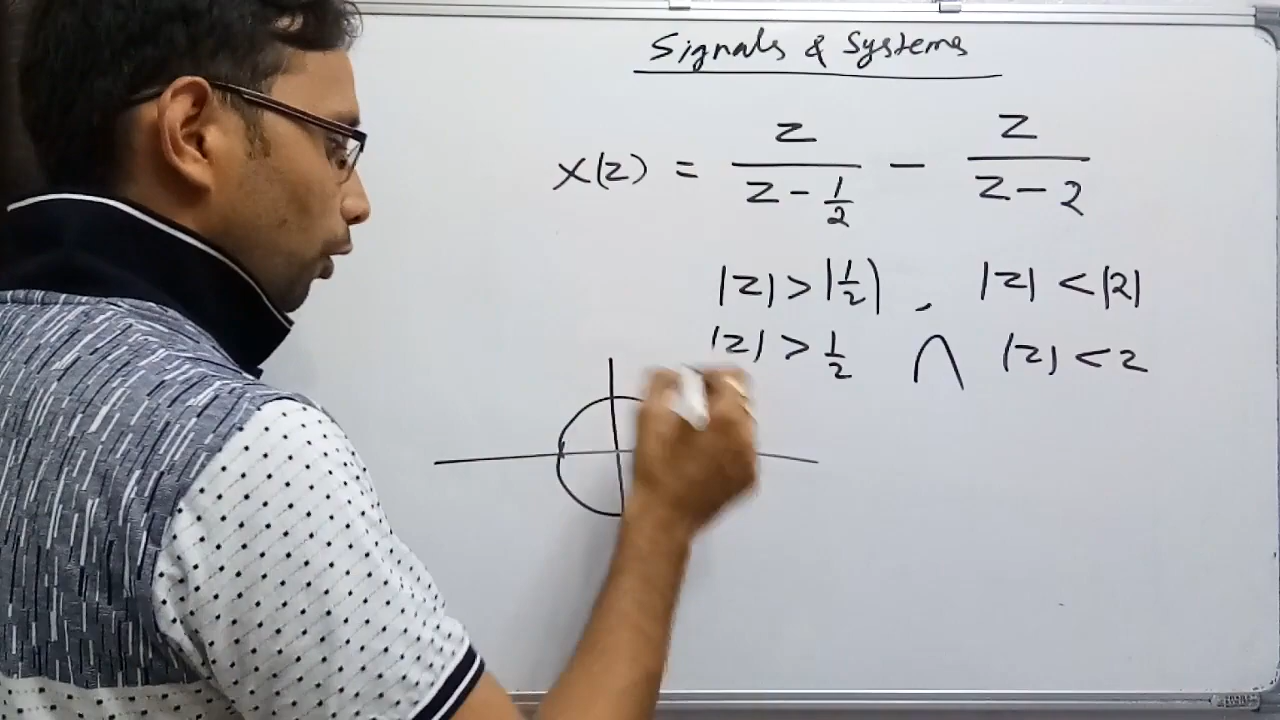 Signals & Systems
X(z) = z / (z - 1/2) - z / (z - 2)
|z| > |1/2| , |z| < |2|
|z| > 1/2 ∩ |z| < 2